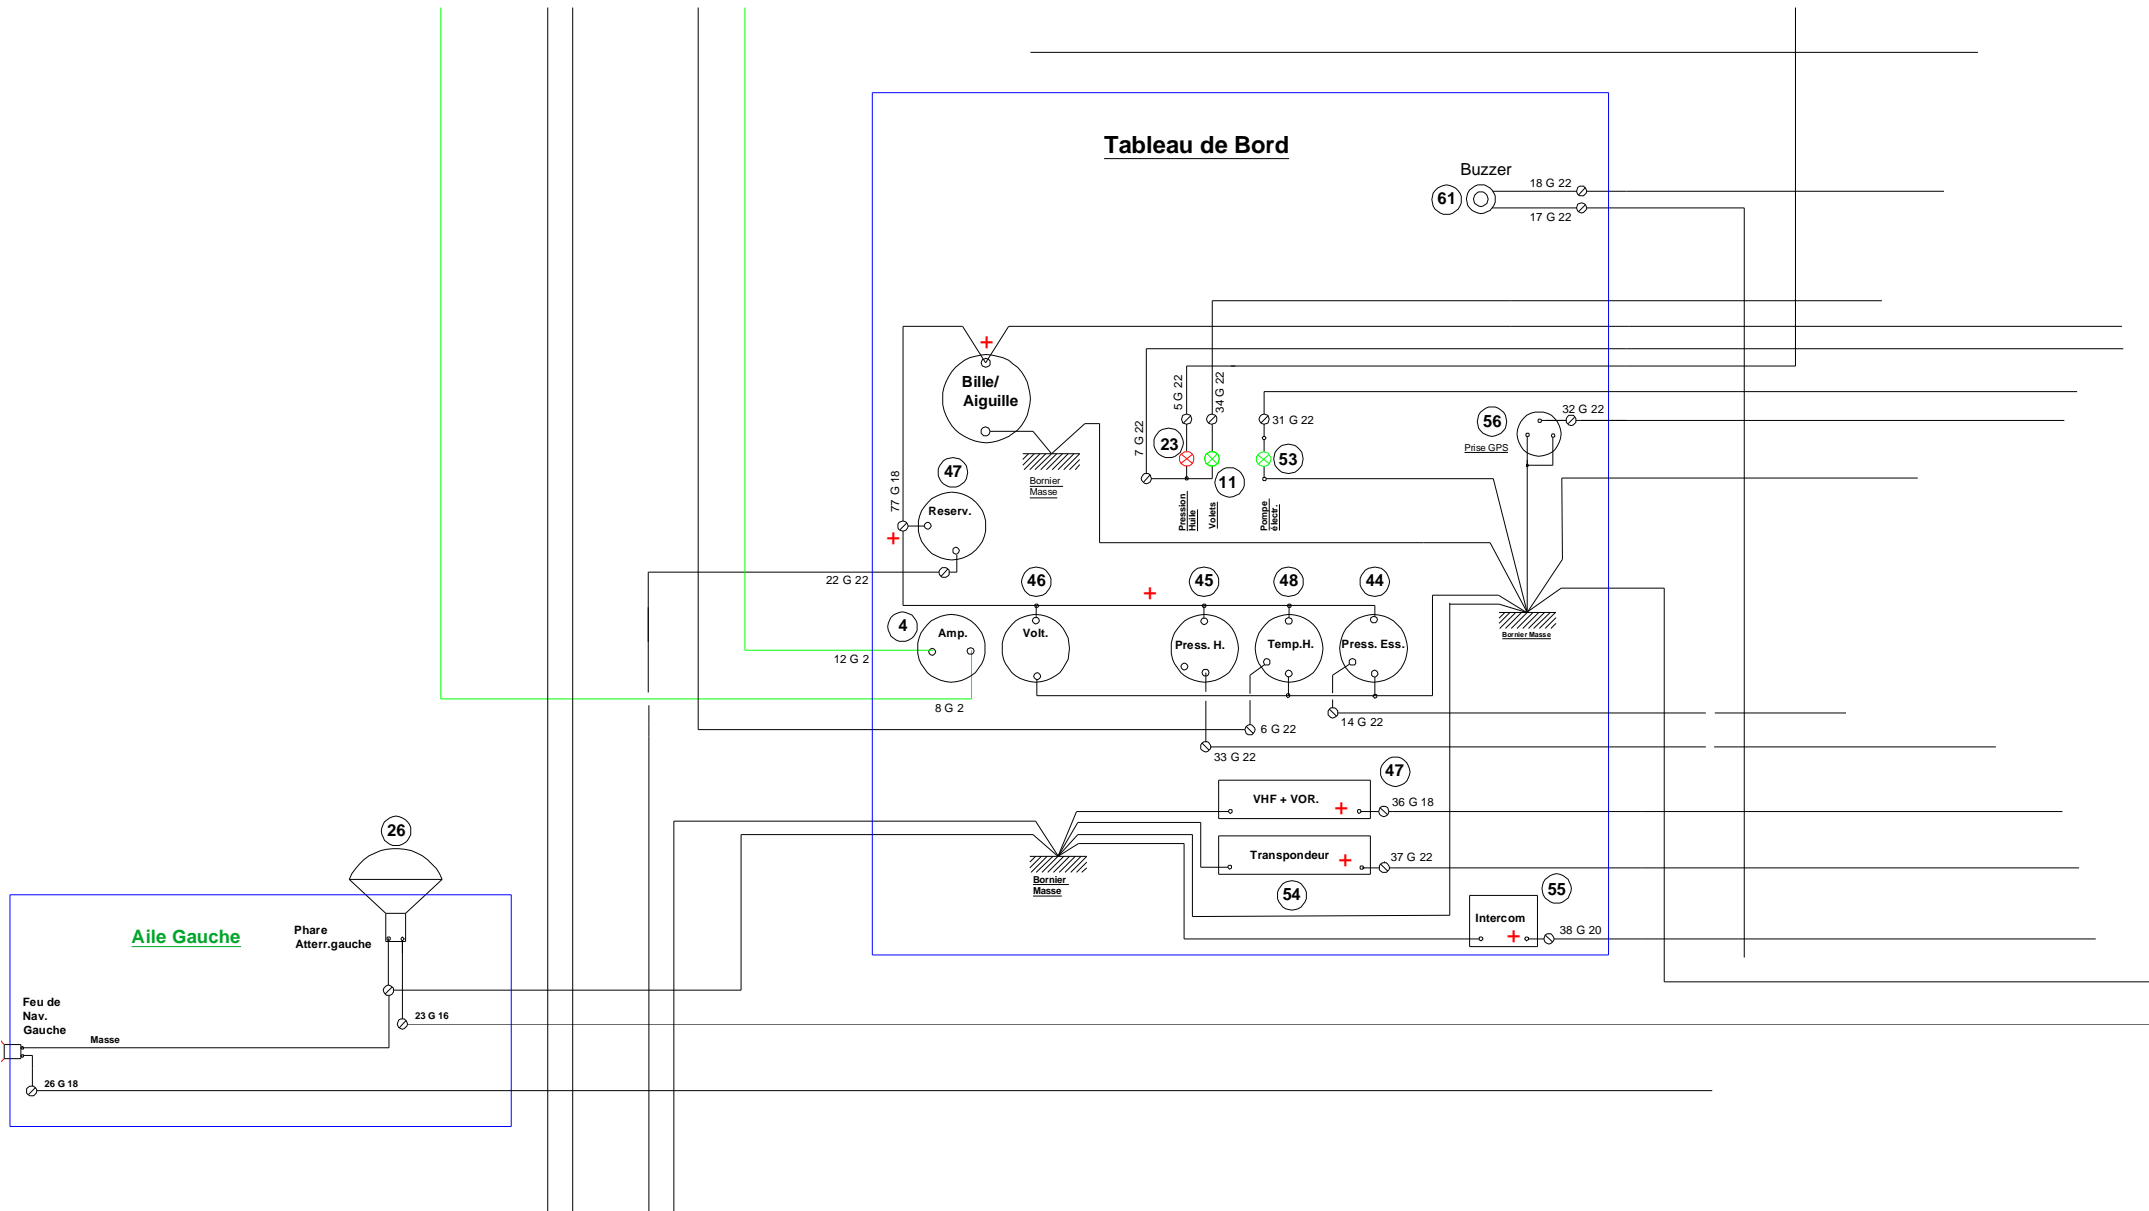 Tableau de Bord
Buzzer
61
18 G 22
17 G 22
+
Bille/
Aiguille
Bornier
Masse
77 G 18
47
Reserv.
+
22 G 22
7 G 22
5 G 22
34 G 22
31 G 22
23
11
53
Pression
Huile
Volets
Pompe
électr.
56
Prise GPS
32 G 22
Bornier Masse
46
45
48
44
+
4
Amp.
Volt.
Press. H.
Temp.H.
Press. Ess.
12 G 2
8 G 2
6 G 22
14 G 22
33 G 22
47
VHF + VOR.
+
36 G 18
Transpondeur
+
37 G 22
54
Bornier
Masse
55
Intercom
+
38 G 20
26
Aile Gauche
Phare
Atterr.gauche
Feu de
Nav.
Gauche
Masse
23 G 16
26 G 18